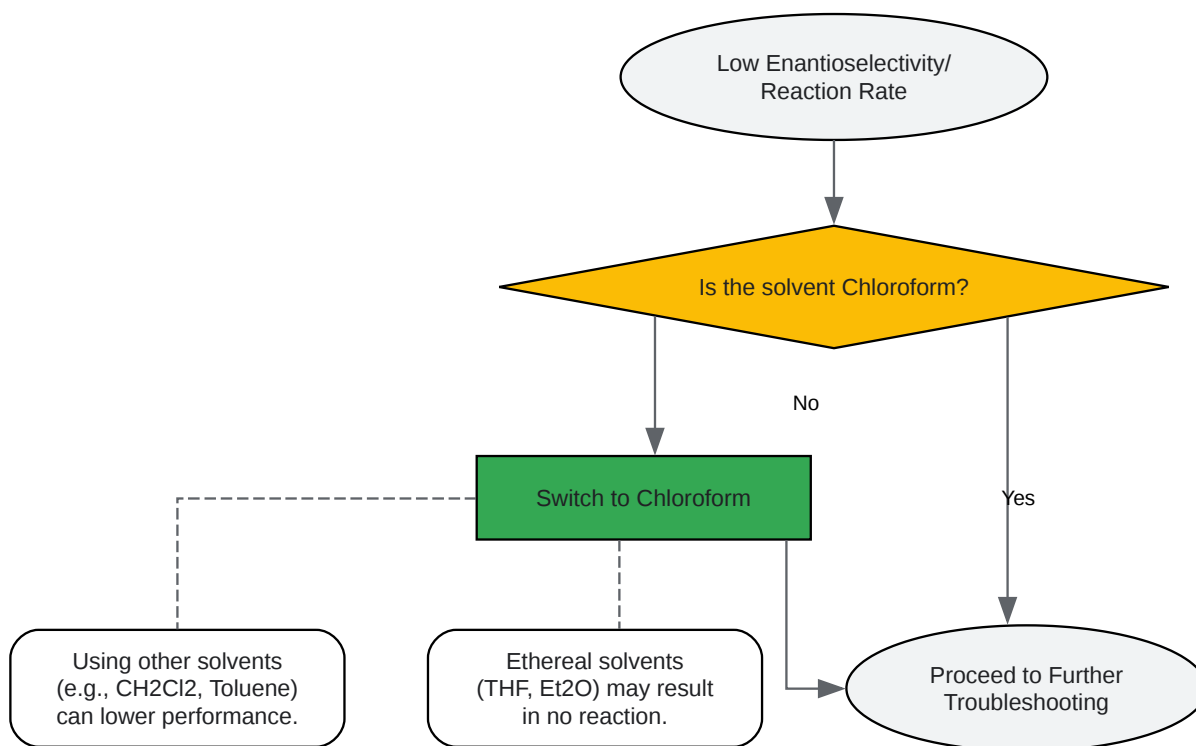 Low Enantioselectivity/
Reaction Rate
Is the solvent Chloroform?
No
Switch to Chloroform
Yes
Using other solvents
(e.g., CH2Cl2, Toluene)
can lower performance.
Ethereal solvents
(THF, Et2O) may result
in no reaction.
Proceed to Further
Troubleshooting